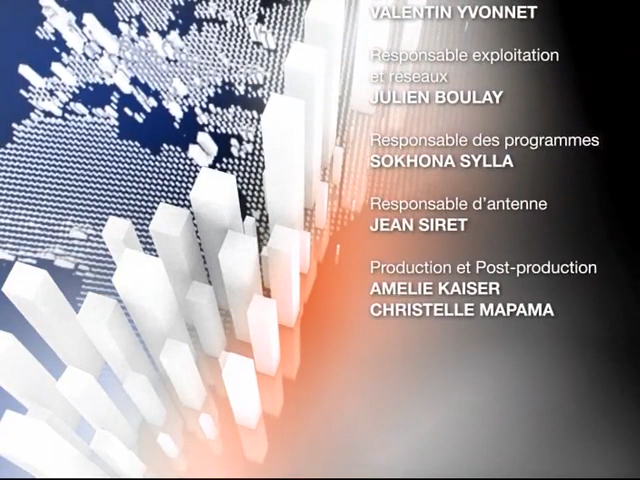 VALENTIN YVONNET
Responsable exploitation
et réseaux
JULIEN BOULAY
Responsable des programmes
SOKHONA SYLLA
Responsable d'antenne
JEAN SIRET
Production et Post-production
AMELIE KAISER
CHRISTELLE MAPAMA